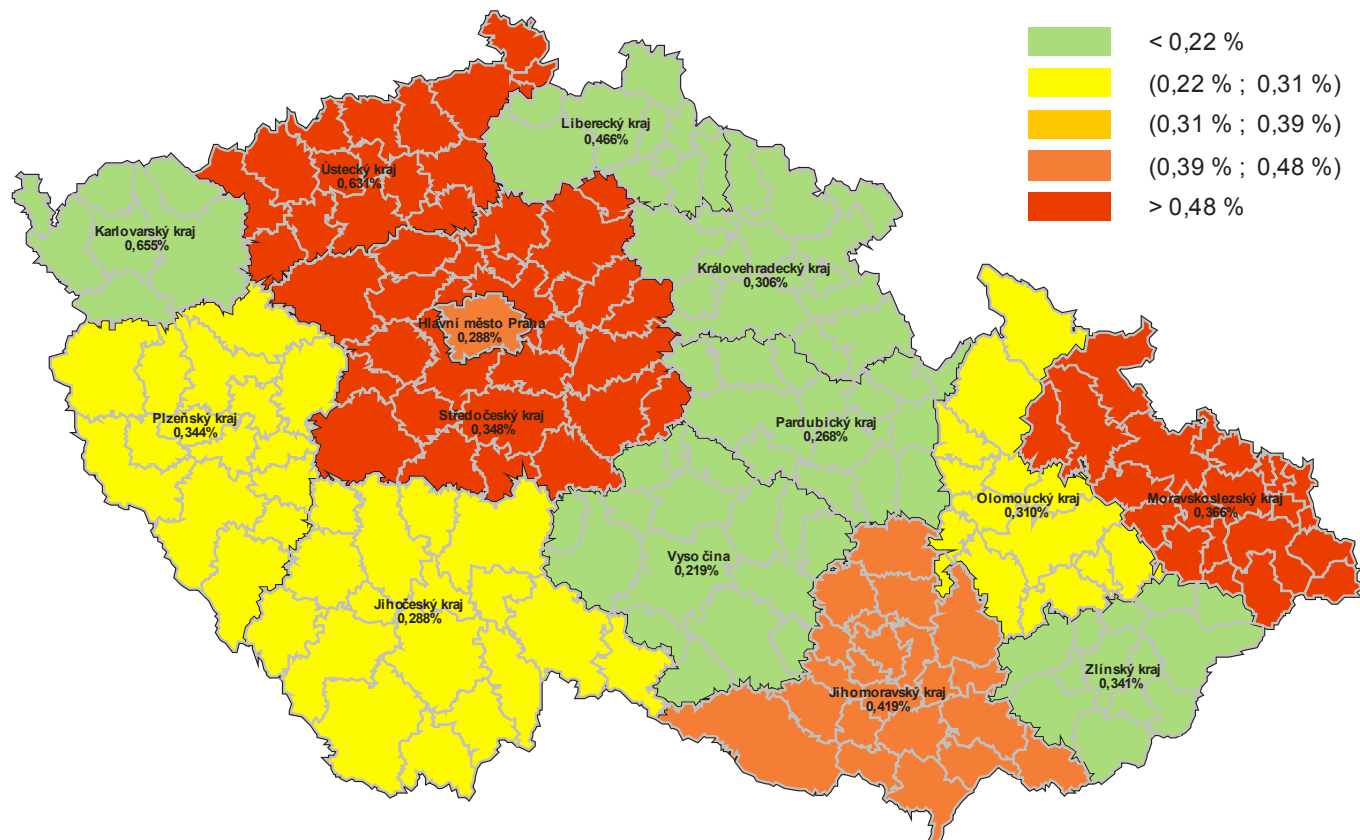 < 0,22 %
(0,22 % ; 0,31 %)
(0,31 % ; 0,39 %)
(0,39 % ; 0,48 %)
> 0,48 %
Liberecký kraj
0,466%
Ústecký kraj
0,631%
Karlovarský kraj
0,655%
Královehradecký kraj
0,306%
Hlavní město Praha
0,288%
Plzeňský kraj
0,344%
Středočeský kraj
0,348%
Pardubický kraj
0,268%
Olomoucký kraj
0,310%
Moravskoslezský kraj
0,366%
Vyso čina
0,219%
Jihočeský kraj
0,288%
Zlínský kraj
0,341%
Jihomoravský kraj
0,419%